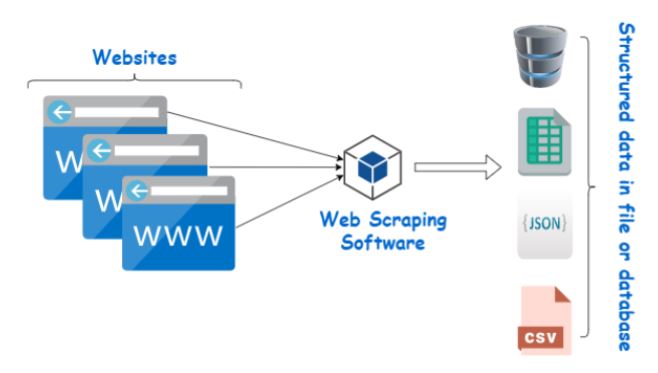 Websites
W
W
WWW
Web Scraping
Software
{JSON}
CSV
Structured data in file or database